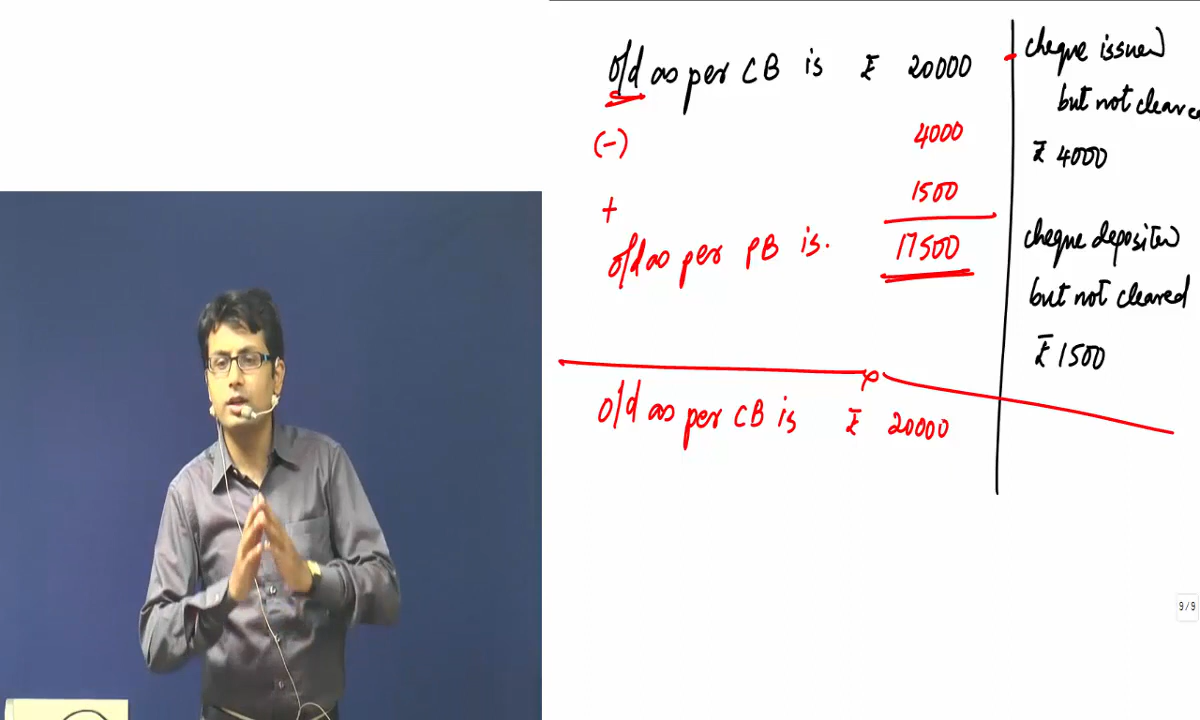 o/d as per CB is ₹ 20000
(-) 4000
+ 1500
o/d as per PB is. 17500
o/d as per CB is ₹ 20000
cheque issued
but not cleared
₹ 4000
cheque deposited
but not cleared
₹ 1500
9/9